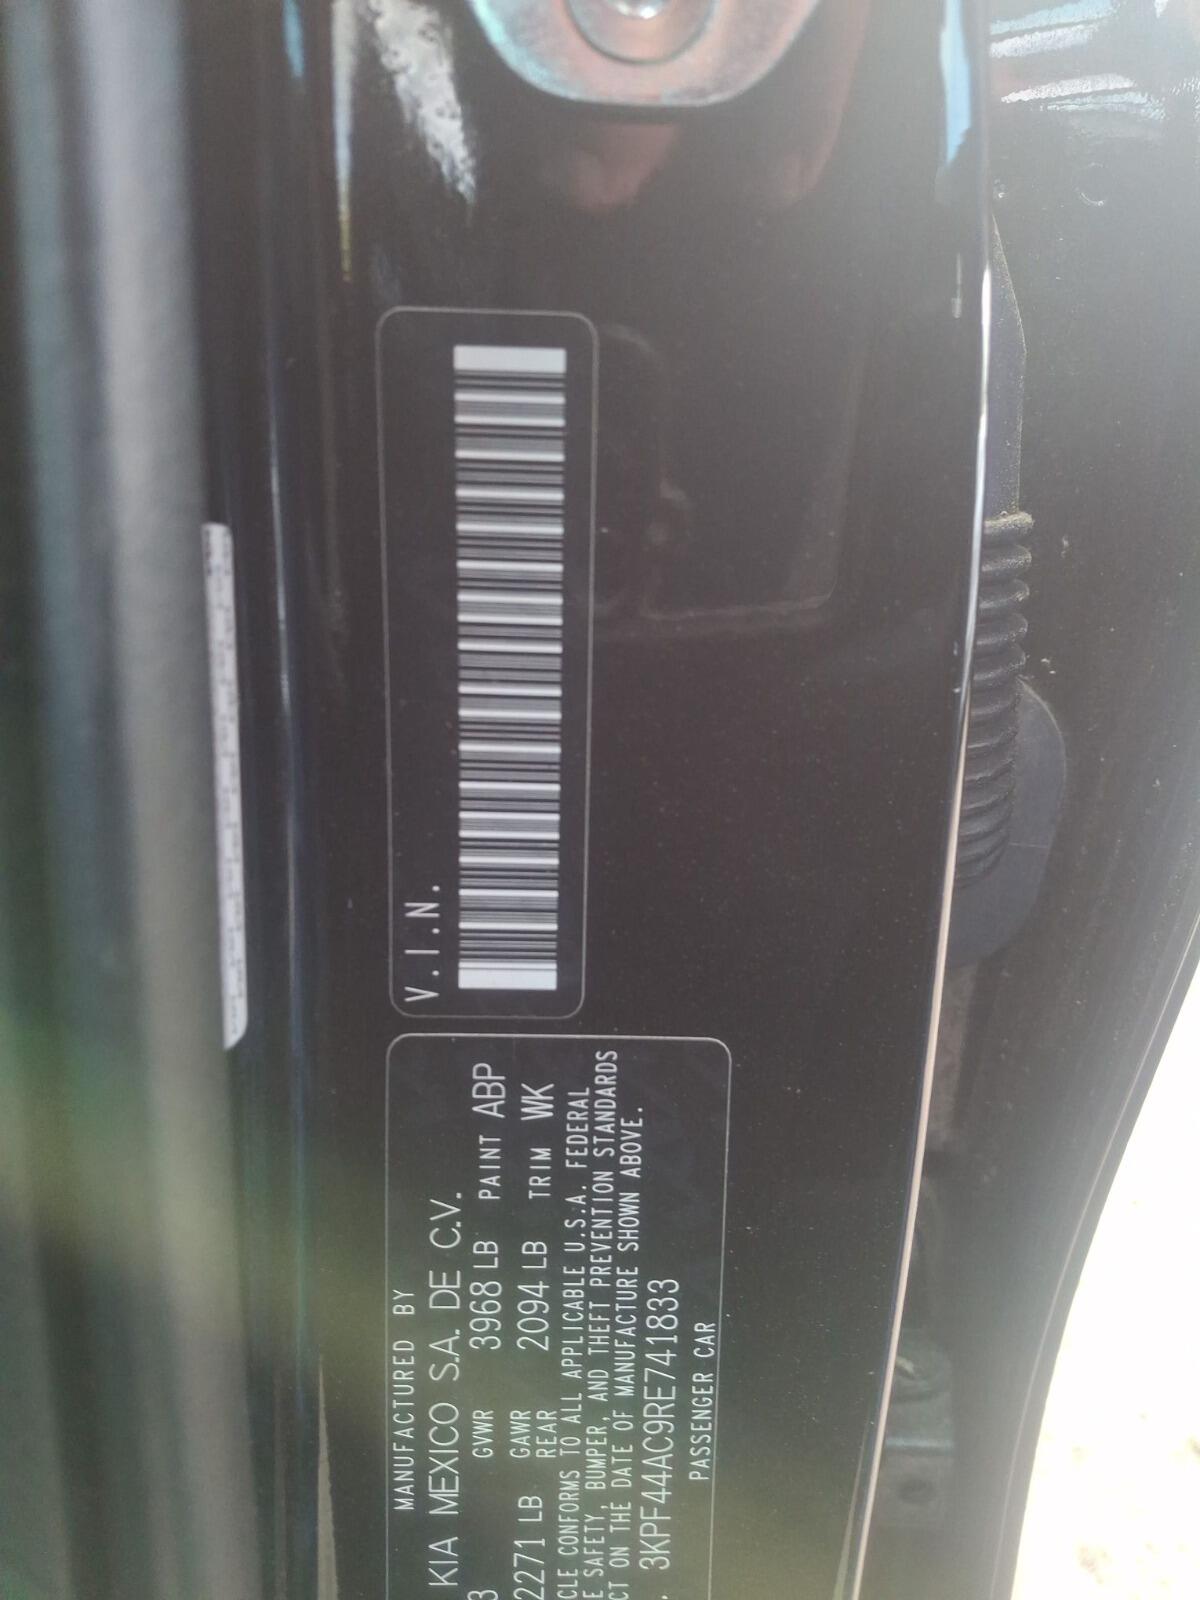 MANUFACTURED BY
KIA MEXICO S.A. DE C.V.
3 GVWR 3968 LB PAINT ABP
2271 LB GAWR REAR 2094 LB TRIM WK
CLE CONFORMS TO ALL APPLICABLE U.S.A. FEDERAL
E SAFETY, BUMPER, AND THEFT PREVENTION STANDARDS
CT ON THE DATE OF MANUFACTURE SHOWN ABOVE.
. 3KPF44AC9RE741833
PASSENGER CAR
V.I.N.